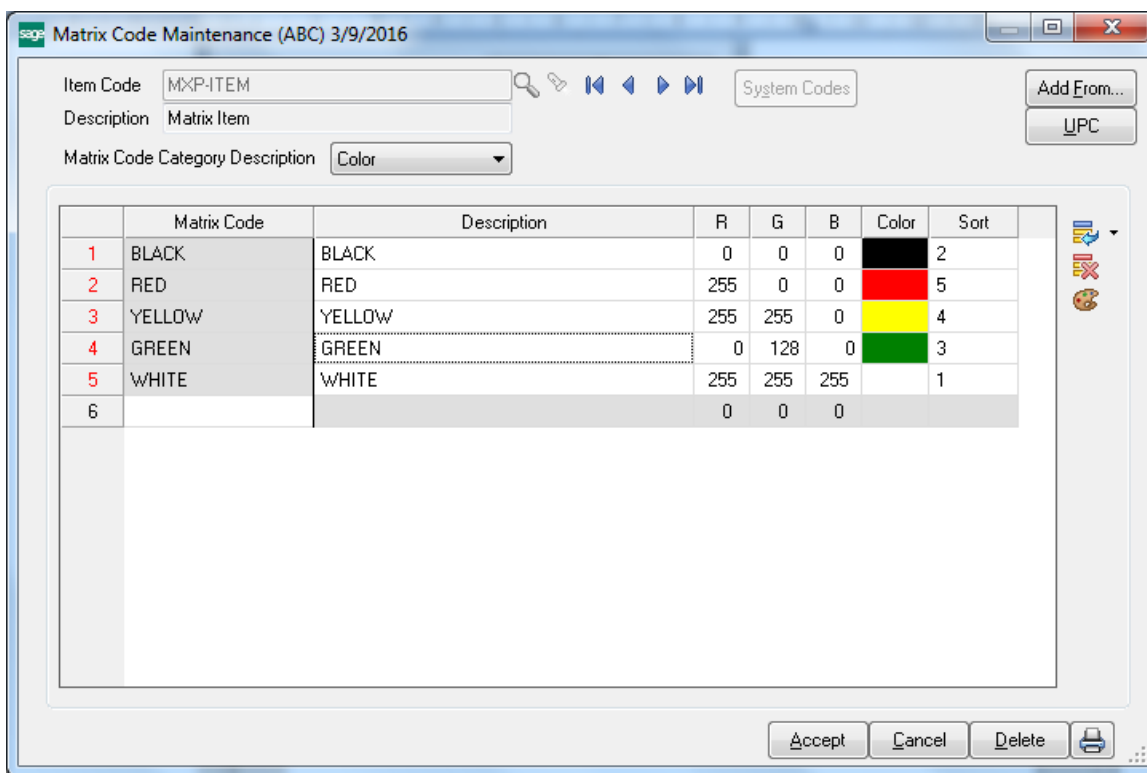 sage Matrix Code Maintenance (ABC) 3/9/2016
Item Code MXP-ITEM System Codes Add From...
Description Matrix Item UPC
Matrix Code Category Description Color
Matrix Code Description R G B Color Sort
1 BLACK BLACK 0 0 0 2
2 RED RED 255 0 0 5
3 YELLOW YELLOW 255 255 0 4
4 GREEN GREEN 0 128 0 3
5 WHITE WHITE 255 255 255 1
6 0 0 0
Accept Cancel Delete